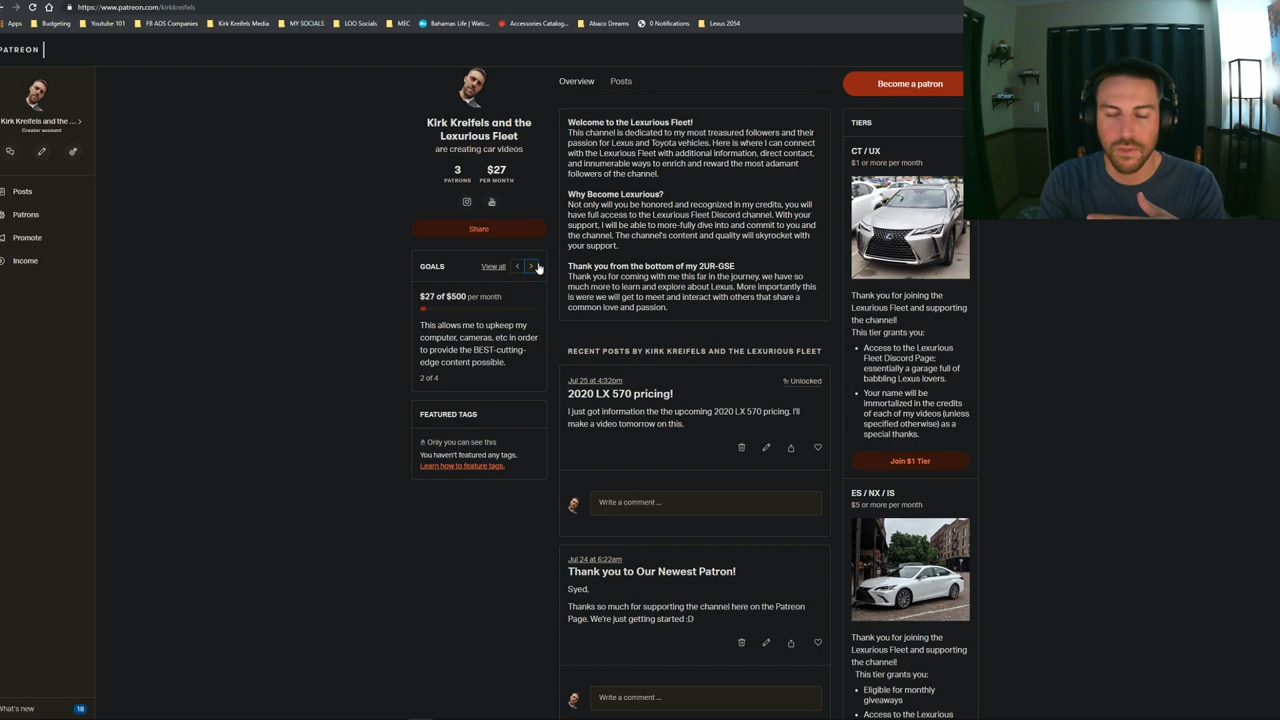 https://www.patreon.com/kirkkreifels
Apps
Budgeting
Youtube 101
FB ADS Companies
Kirk Kreifels Media
MY SOCIALS
LOO Socials
MEC
Bahamas Life | Watc...
Accessories Catalog...
Abaco Dreams
0 Notifications
Lexus 2054
PATREON
Kirk Kreifels and the ...
Creator account
Posts
Patrons
Promote
Income
What's new
18
Kirk Kreifels and the
Lexurious Fleet
are creating car videos
3
PATRONS
$27
PER MONTH
Share
GOALS
View all
$27 of $500 per month
This allows me to upkeep my
computer, cameras, etc in order
to provide the BEST-cutting-
edge content possible.
2 of 4
FEATURED TAGS
Only you can see this
You haven't featured any tags.
Learn how to feature tags.
Overview
Posts
Welcome to the Lexurious Fleet!
This channel is dedicated to my most treasured followers and their
passion for Lexus and Toyota vehicles. Here is where I can connect
with the Lexurious Fleet with additional information, direct contact,
and innumerable ways to enrich and reward the most adamant
followers of the channel.
Why Become Lexurious?
Not only will you be honored and recognized in my credits, you will
have full access to the Lexurious Fleet Discord channel. With your
support, I will be able to more-fully dive into and commit to you and
the channel. The channel's content and quality will skyrocket with
your support.
Thank you from the bottom of my 2UR-GSE
Thank you for coming with me this far in the journey, we have so
much more to learn and explore about Lexus. More importantly this
is were we will get to meet and interact with others that share a
common love and passion.
RECENT POSTS BY KIRK KREIFELS AND THE LEXURIOUS FLEET
Jul 25 at 4:32pm
Unlocked
2020 LX 570 pricing!
I just got information the the upcoming 2020 LX 570 pricing. I'll
make a video tomorrow on this.
Write a comment ...
Jul 24 at 6:22am
Thank you to Our Newest Patron!
Syed,
Thanks so much for supporting the channel here on the Patreon
Page. We're just getting started :D
Write a comment ...
Become a patron
TIERS
CT / UX
$1 or more per month
Thank you for joining the
Lexurious Fleet and supporting
the channel!
This tier grants you:
• Access to the Lexurious
Fleet Discord Page;
essentially a garage full of
babbling Lexus lovers.
• Your name will be
immortalized in the credits
of each of my videos (unless
specified otherwise) as a
special thanks.
Join $1 Tier
ES / NX / IS
$5 or more per month
Thank you for joining the
Lexurious Fleet and supporting
the channel!
This tier grants you:
• Eligible for monthly
giveaways
• Access to the Lexurious